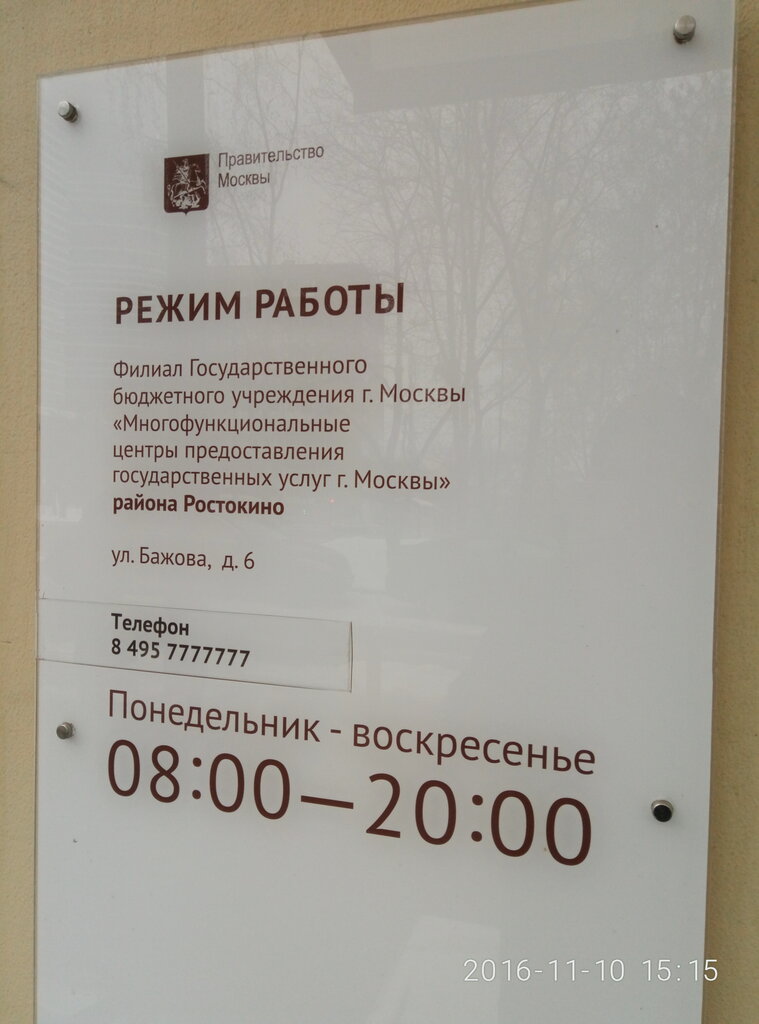 Правительство
Москвы
РЕЖИМ РАБОТЫ
Филиал Государственного
бюджетного учреждения г. Москвы
«Многофункциональные
центры предоставления
государственных услуг г. Москвы»
района Ростокино
ул. Бажова, д. 6
Телефон
8 495 7777777
Понедельник - воскресенье
08:00—20:00
2016-11-10 15:15